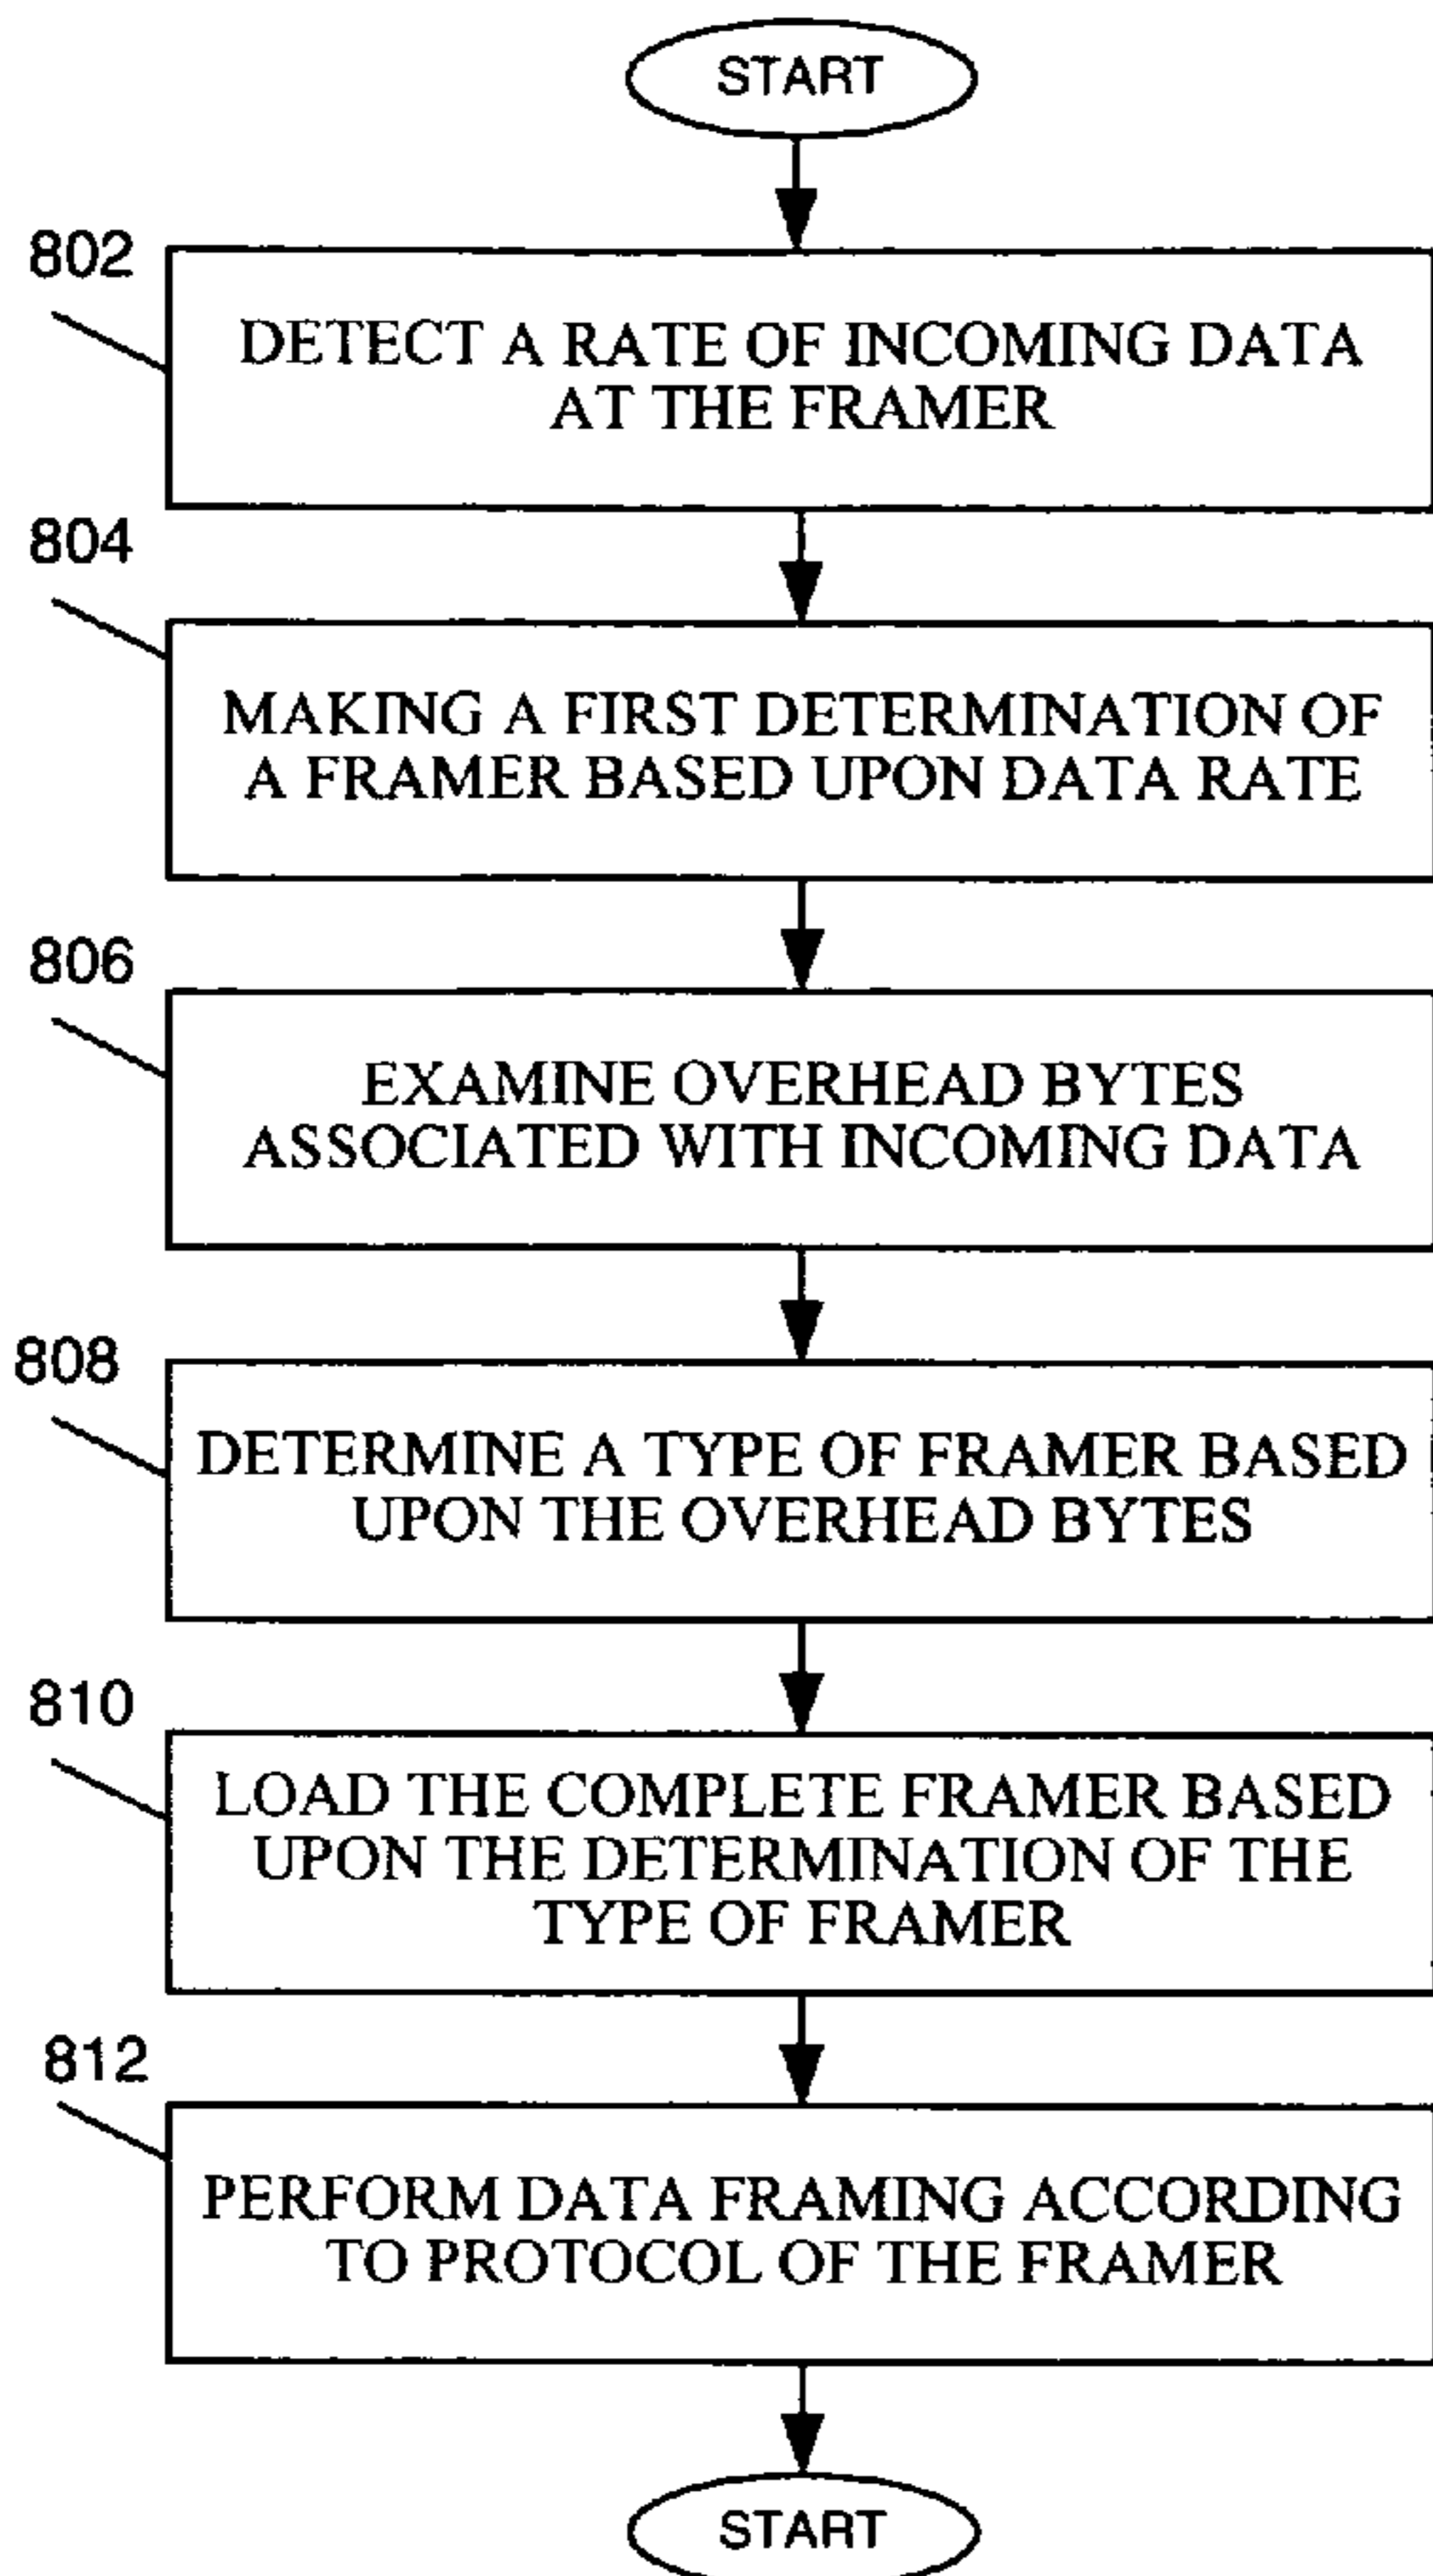 START
802
DETECT A RATE OF INCOMING DATA
AT THE FRAMER
804
MAKING A FIRST DETERMINATION OF
A FRAMER BASED UPON DATA RATE
806
EXAMINE OVERHEAD BYTES
ASSOCIATED WITH INCOMING DATA
808
DETERMINE A TYPE OF FRAMER BASED
UPON THE OVERHEAD BYTES
810
LOAD THE COMPLETE FRAMER BASED
UPON THE DETERMINATION OF THE
TYPE OF FRAMER
812
PERFORM DATA FRAMING ACCORDING
TO PROTOCOL OF THE FRAMER
START